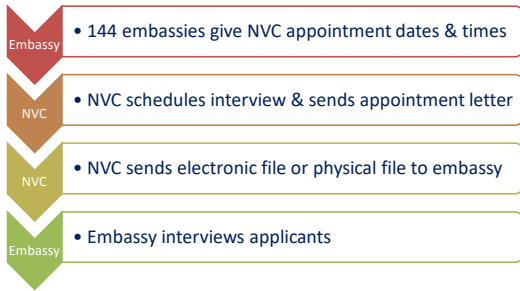 Embassy
• 144 embassies give NVC appointment dates & times
NVC
• NVC schedules interview & sends appointment letter
NVC
• NVC sends electronic file or physical file to embassy
Embassy
• Embassy interviews applicants